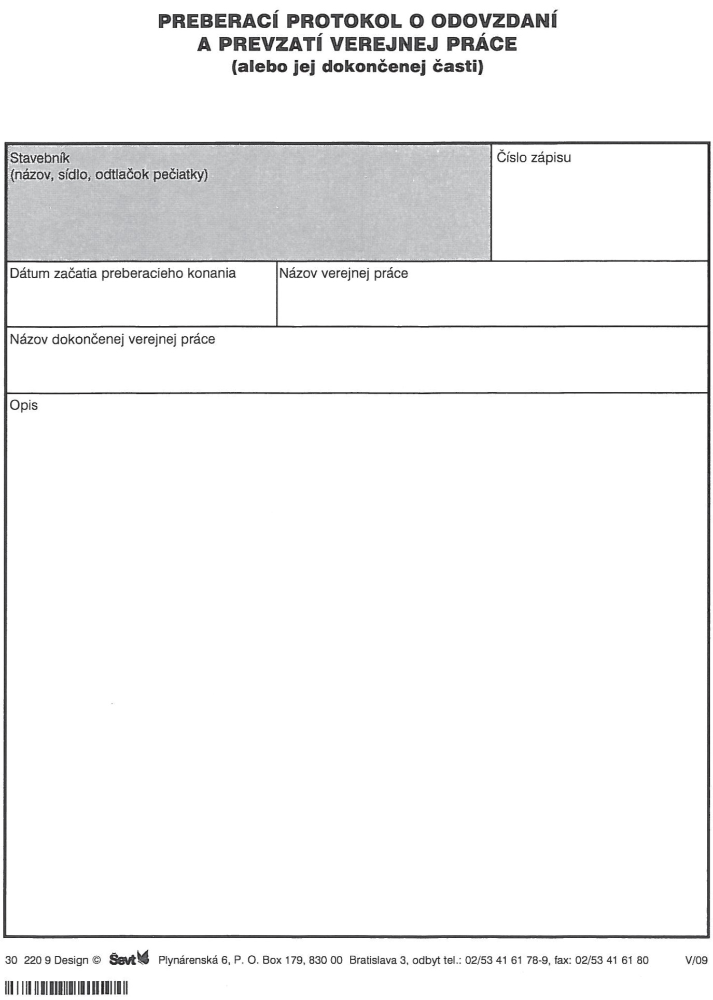 PREBERACÍ PROTOKOL O ODOVZDANÍ
A PREVZATÍ VEREJNEJ PRÁCE
(alebo jej dokončenej časti)
Stavebník
(názov, sídlo, odtlačok pečiatky)
Číslo zápisu
Dátum začatia preberacieho konania
Názov verejnej práce
Názov dokončenej verejnej práce
Opis
30 220 9 Design © Ševt Plynárenská 6, P. O. Box 179, 830 00 Bratislava 3, odbyt tel.: 02/53 41 61 78-9, fax: 02/53 41 61 80 V/09